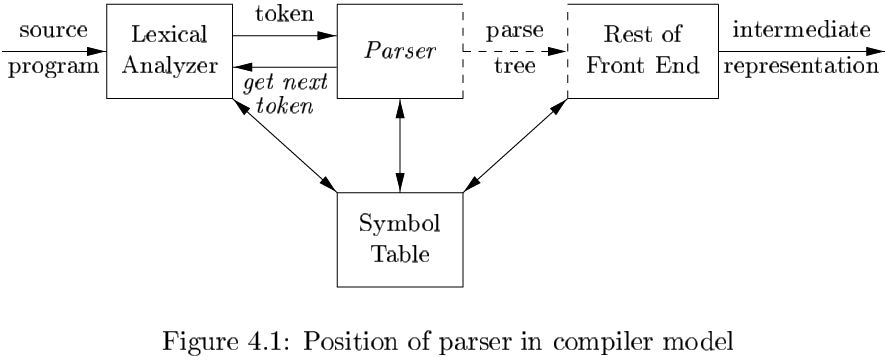 source
program
Lexical
Analyzer
token
get next
token
Parser
parse
tree
Rest of
Front End
intermediate
representation
Symbol
Table
Figure 4.1: Position of parser in compiler model